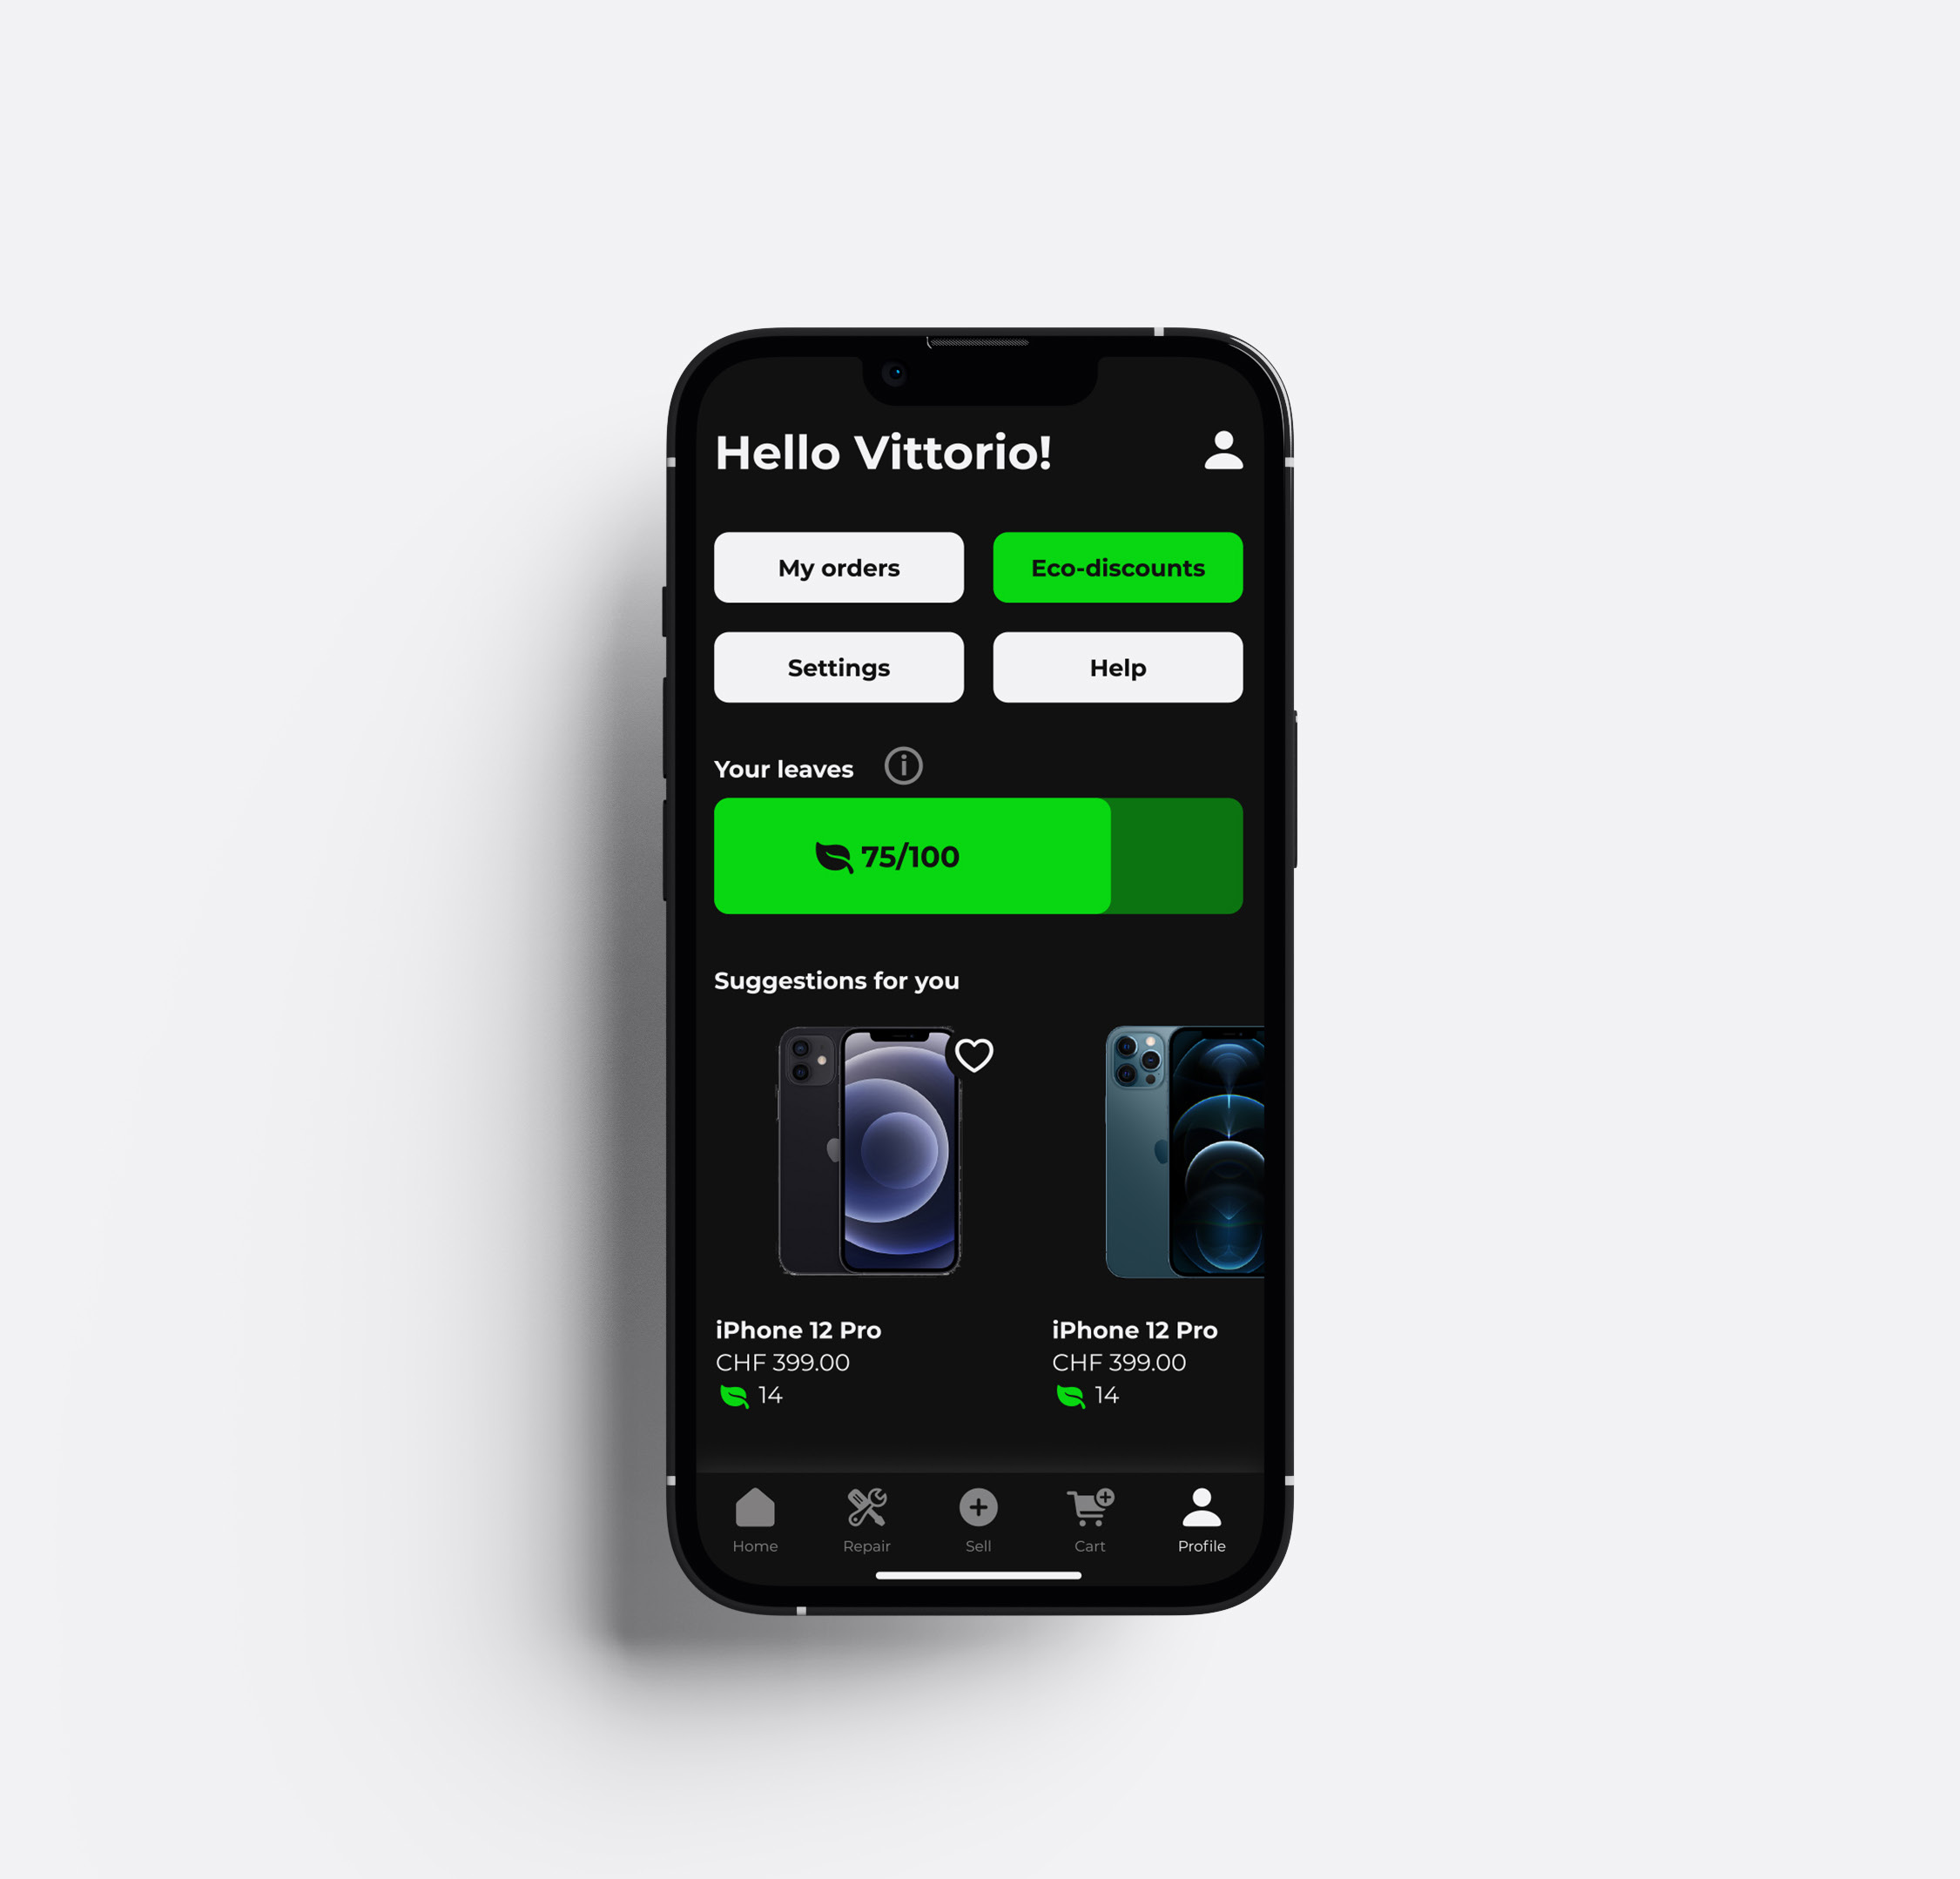 Hello Vittorio!
My orders
Eco-discounts
Settings
Help
Your leaves
75/100
Suggestions for you
iPhone 12 Pro
CHF 399.00
14
iPhone 12 Pro
CHF 399.00
14
Home
Repair
Sell
Cart
Profile